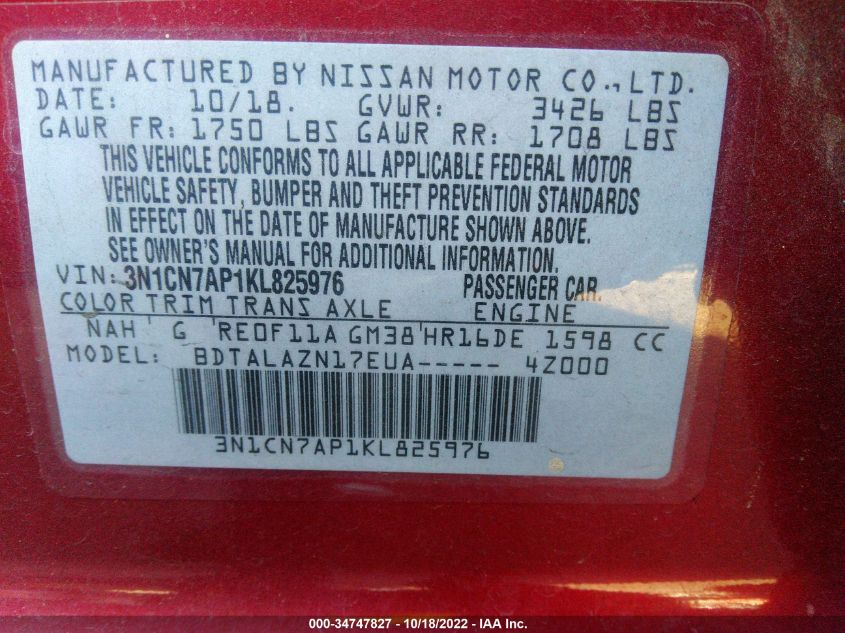 MANUFACTURED BY NISSAN MOTOR CO.,LTD.
DATE: 10/18. GVWR: 3426 LBS
GAWR FR: 1750 LBS GAWR RR: 1708 LBS
THIS VEHICLE CONFORMS TO ALL APPLICABLE FEDERAL MOTOR
VEHICLE SAFETY, BUMPER AND THEFT PREVENTION STANDARDS
IN EFFECT ON THE DATE OF MANUFACTURE SHOWN ABOVE.
SEE OWNER'S MANUAL FOR ADDITIONAL INFORMATION.
VIN: 3N1CN7AP1KL825976 PASSENGER CAR.
COLOR TRIM TRANS AXLE ENGINE
NAH ' G 'RE0F11A GM38'HR16DE 1598 CC
MODEL: BDTALAZN17EUA----- 4Z000
3N1CN7AP1KL825976
000-34747827 - 10/18/2022 - IAA Inc.